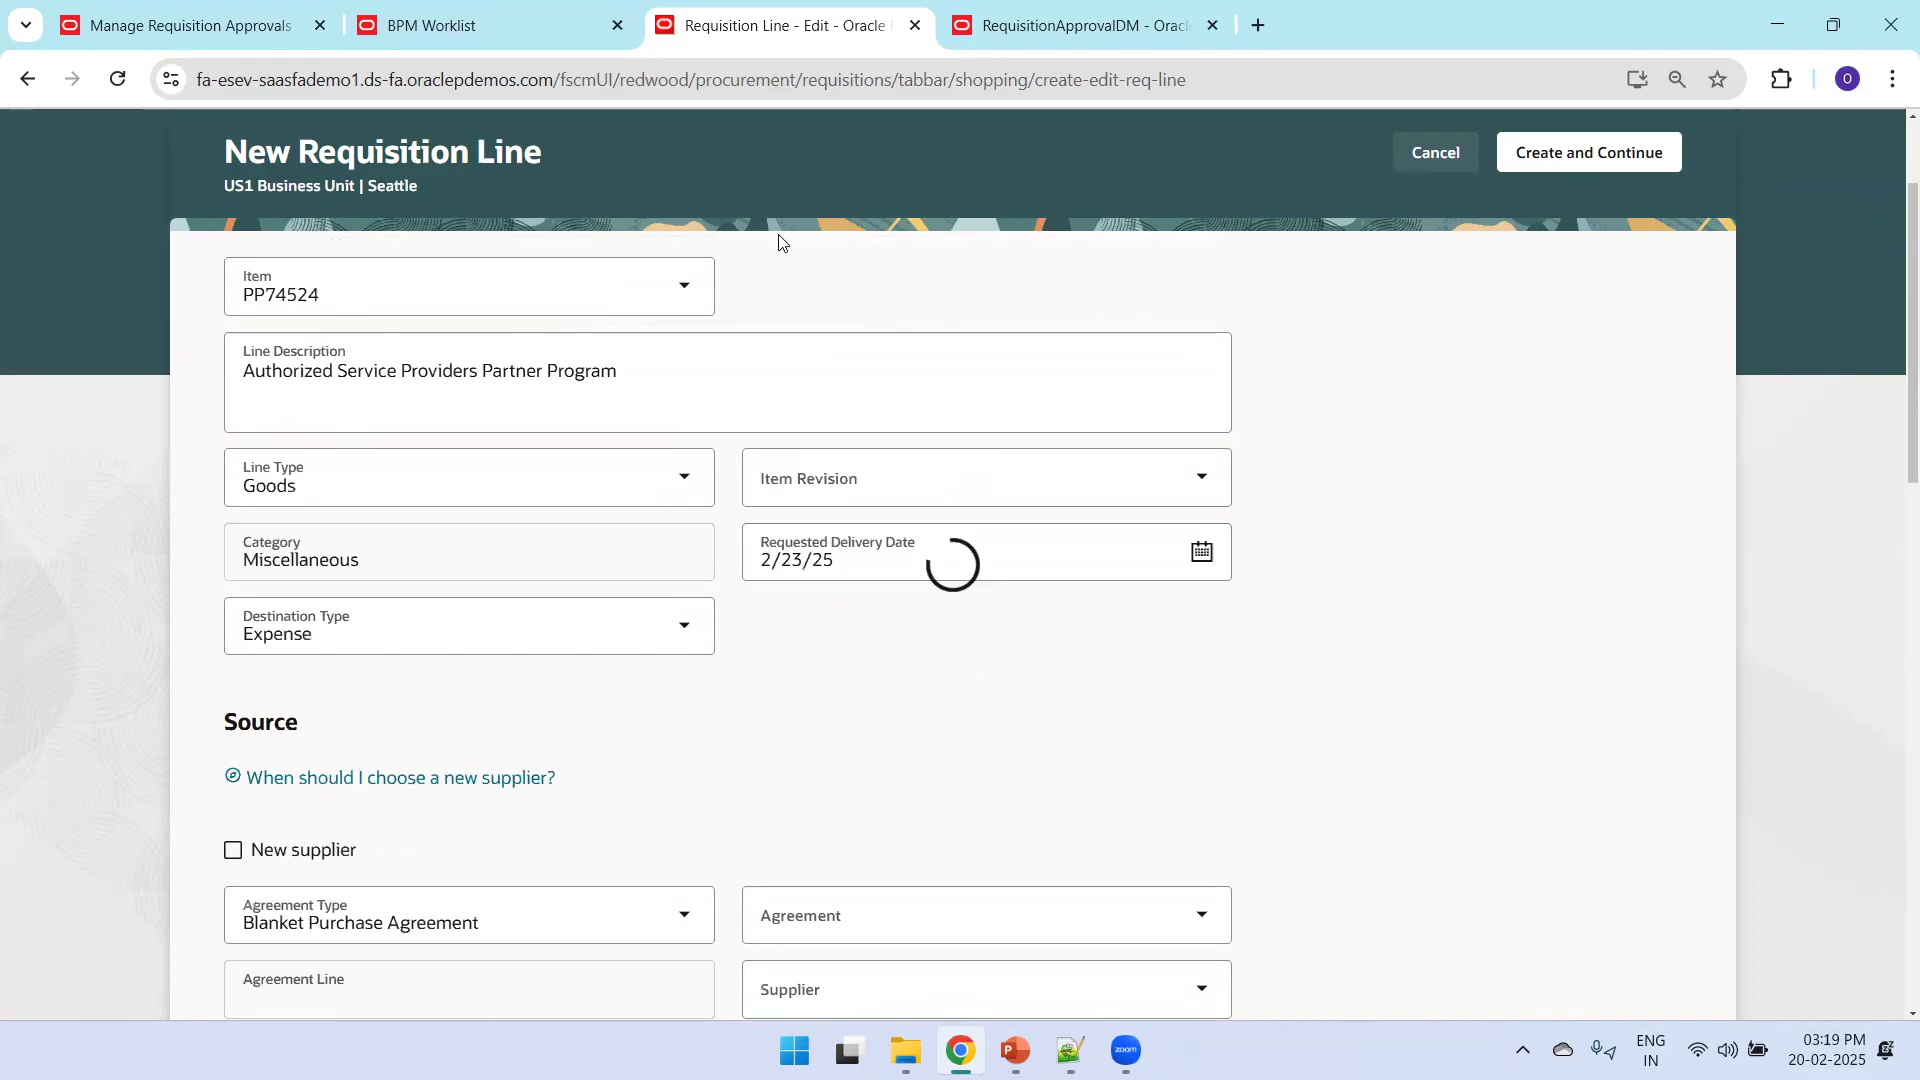 Manage Requisition Approvals
BPM Worklist
Requisition Line - Edit - Oracle
RequisitionApprovalDM - Oracl
fa-esev-saasfademo1.ds-fa.oraclepdemos.com/fscmUI/redwood/procurement/requisitions/tabbar/shopping/create-edit-req-line
O
New Requisition Line
US1 Business Unit | Seattle
Cancel
Create and Continue
Item
PP74524
Line Description
Authorized Service Providers Partner Program
Line Type
Goods
Item Revision
Category
Miscellaneous
Requested Delivery Date
2/23/25
Destination Type
Expense
Source
When should I choose a new supplier?
New supplier
Agreement Type
Blanket Purchase Agreement
Agreement
Agreement Line
Supplier
zoom
ENG
IN
03:19 PM
20-02-2025